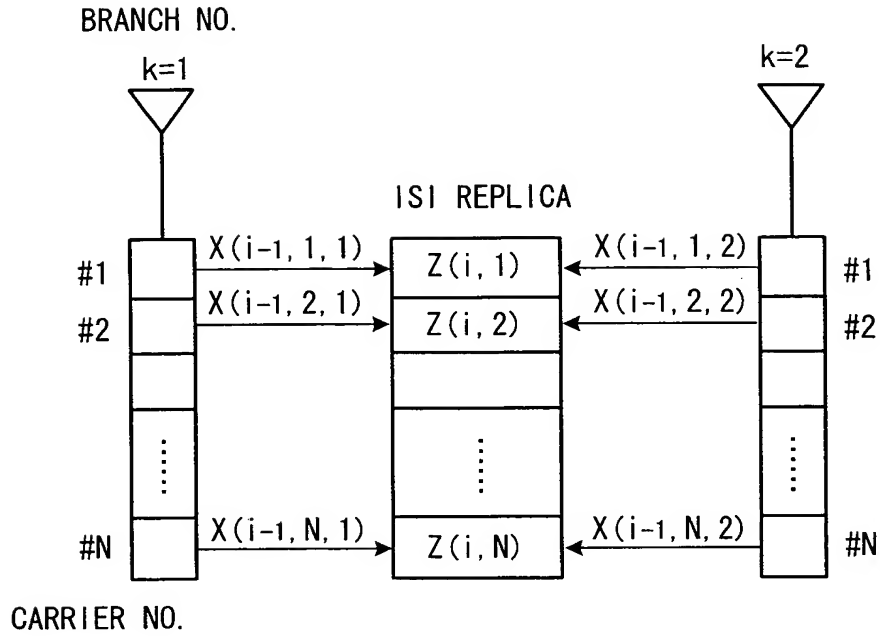 BRANCH NO.
k=1
k=2
ISI REPLICA
#1 X(i-1, 1, 1) Z(i, 1) X(i-1, 1, 2) #1
#2 X(i-1, 2, 1) Z(i, 2) X(i-1, 2, 2) #2
#N X(i-1, N, 1) Z(i, N) X(i-1, N, 2) #N
CARRIER NO.